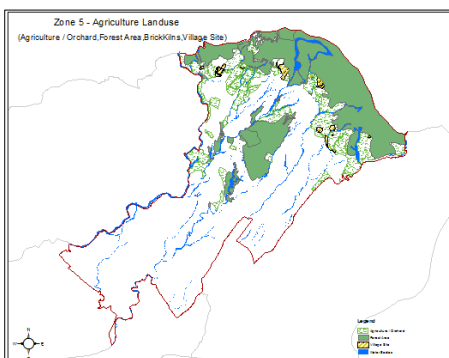 Zone 5 - Agriculture Landuse
(Agriculture / Orchard,Forest Area,BrickKilns,Village Site)
N
W
E
S
Legend
Agriculture / Orchard
Forest Area
Village Site
Water Bodies